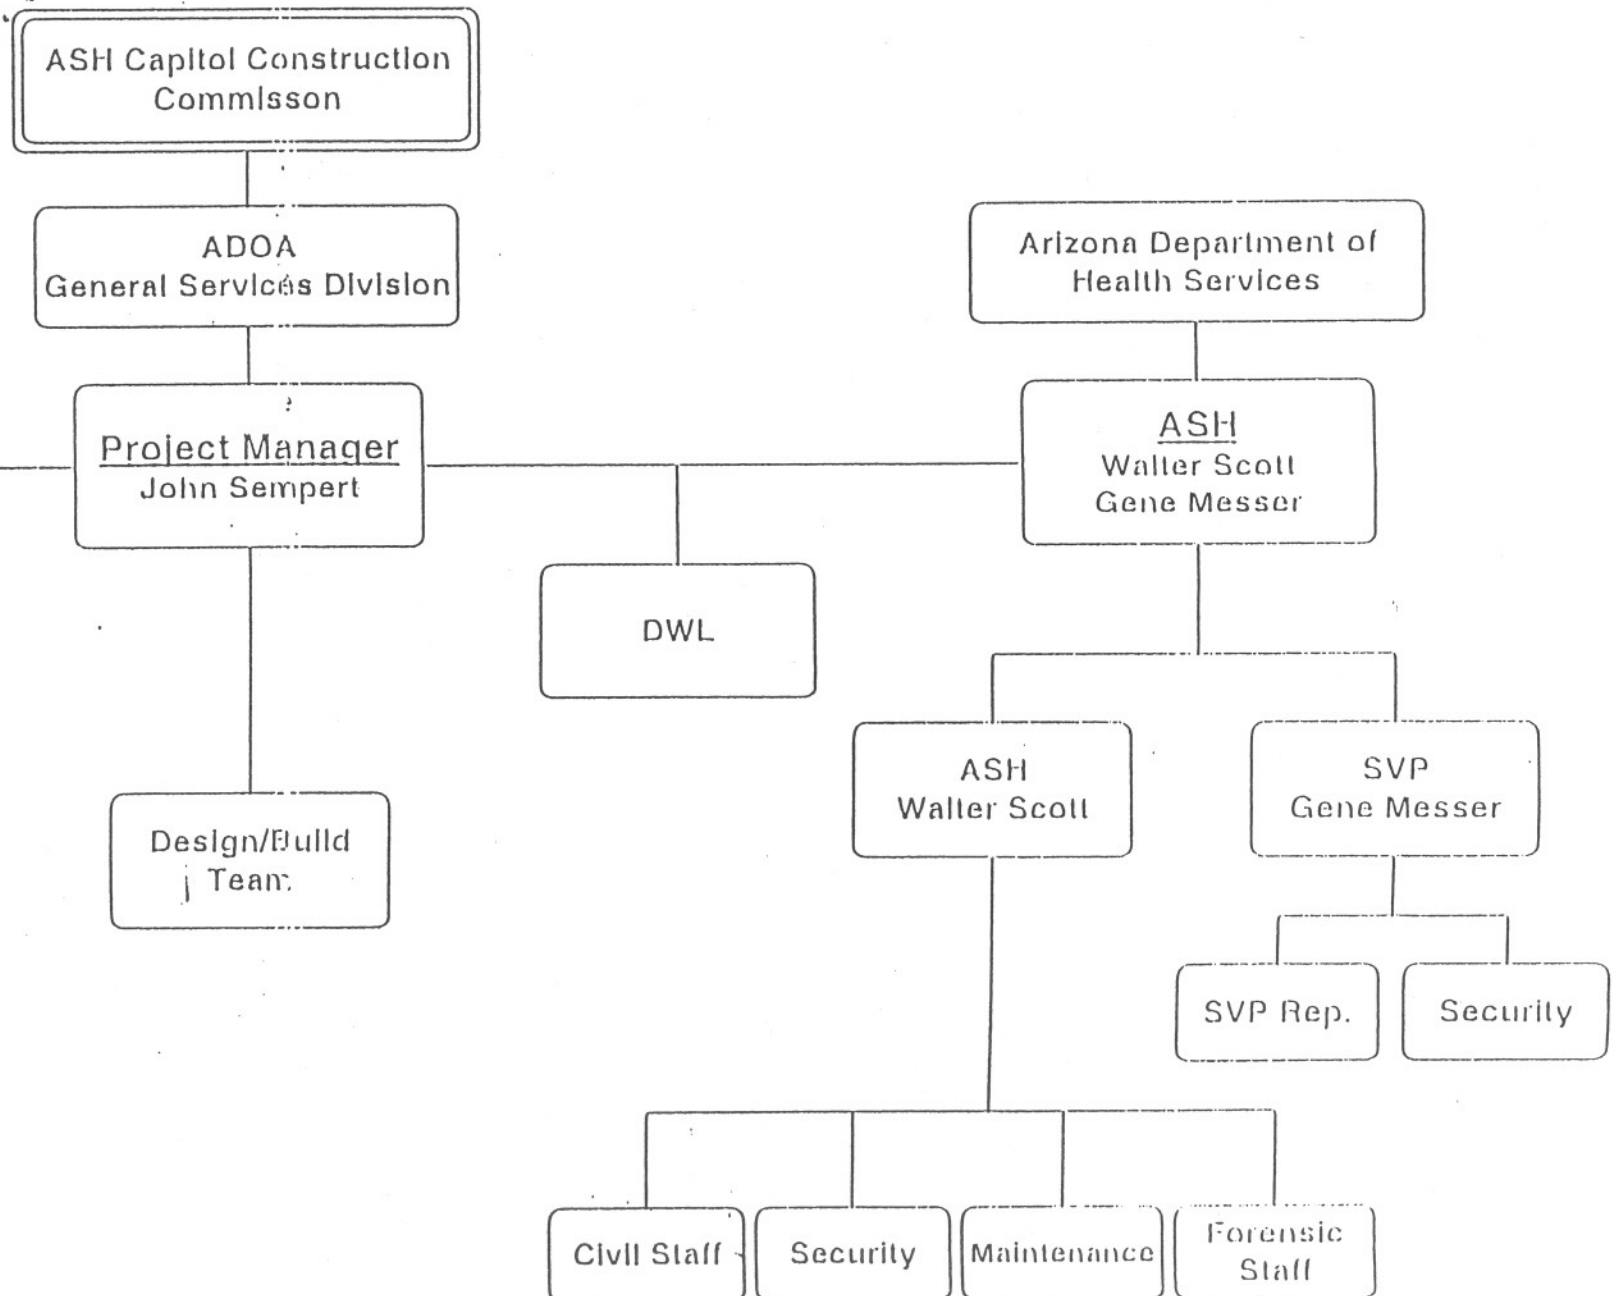 ASH Capitol Construction
Commisson
ADOA
General Services Division
Arizona Department of
Health Services
Project Manager
John Sempert
ASH
Walter Scott
Gene Messer
DWL
ASH
Walter Scott
SVP
Gene Messer
Design/Build
Team
SVP Rep.
Security
Civil Staff
Security
Maintenance
Forensic
Staff